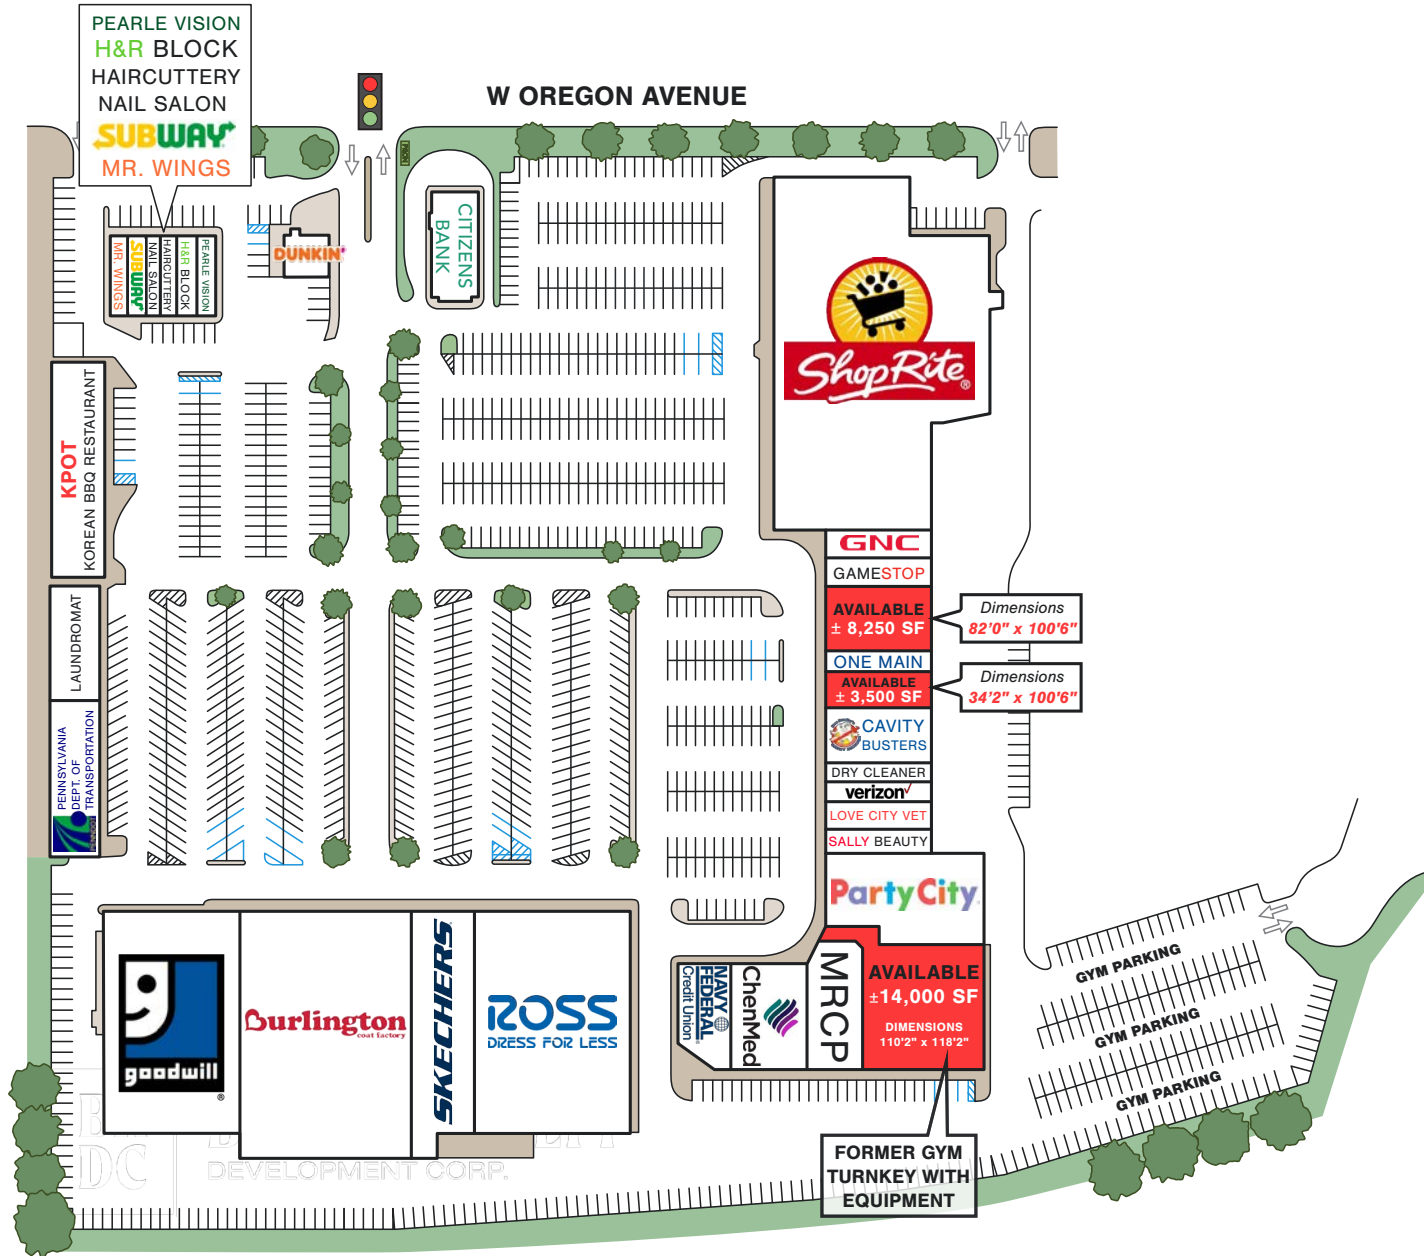 PEARLE VISION
H&R BLOCK
HAIRCUTTERY
NAIL SALON
SUBWAY
MR. WINGS
W OREGON AVENUE
MR. WINGS
SUBWAY
NAIL SALON
HAIRCUTTERY
H&R BLOCK
PEARLE VISION
DUNKIN'
CITIZENS
BANK
ShopRite®
KPOT
KOREAN BBQ RESTAURANT
LAUNDROMAT
PENNSYLVANIA
DEPT. OF
TRANSPORTATION
GNC
GAMESTOP
AVAILABLE
± 8,250 SF
Dimensions
82'0" x 100'6"
ONE MAIN
AVAILABLE
± 3,500 SF
Dimensions
34'2" x 100'6"
CAVITY
BUSTERS
DRY CLEANER
verizon
LOVE CITY VET
SALLY BEAUTY
Party City
NAVY
FEDERAL
Credit Union
ChenMed
MRCP
AVAILABLE
±14,000 SF
DIMENSIONS
110'2" x 118'2"
GYM PARKING
GYM PARKING
GYM PARKING
goodwill
®
Burlington
coat factory
SKECHERS
ROSS
DRESS FOR LESS
FORMER GYM
TURNKEY WITH
EQUIPMENT
DC
DEVELOPMENT CORP.